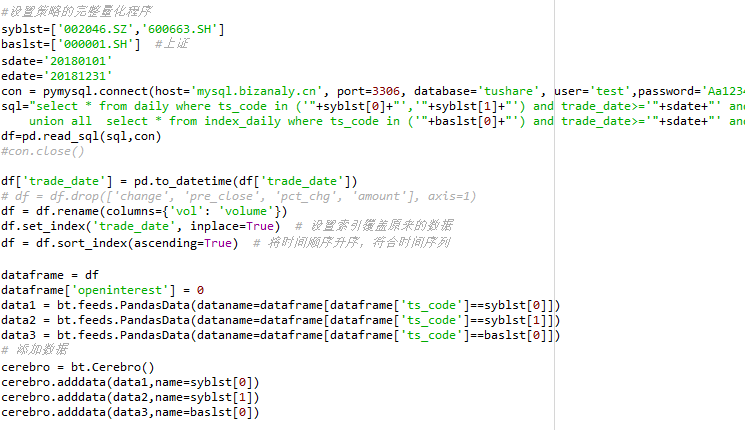 #设置策略的完整量化程序
syblst=['002046.SZ','600663.SH']
baslst=['000001.SH']  #上证
sdate='20180101'
edate='20181231'
con = pymysql.connect(host='mysql.bizanaly.cn', port=3306, database='tushare', user='test',password='Aa1234
sql="select * from daily where ts_code in ('"+syblst[0]+"','"+syblst[1]+"') and trade_date>='"+sdate+"' and
    union all  select * from index_daily where ts_code in ('"+baslst[0]+"') and trade_date>='"+sdate+"' and
df=pd.read_sql(sql,con)
#con.close()
df['trade_date'] = pd.to_datetime(df['trade_date'])
# df = df.drop(['change', 'pre_close', 'pct_chg', 'amount'], axis=1)
df = df.rename(columns={'vol': 'volume'})
df.set_index('trade_date', inplace=True)  # 设置索引覆盖原来的数据
df = df.sort_index(ascending=True)  # 将时间顺序升序，符合时间序列
dataframe = df
dataframe['openinterest'] = 0
data1 = bt.feeds.PandasData(dataname=dataframe[dataframe['ts_code']==syblst[0]])
data2 = bt.feeds.PandasData(dataname=dataframe[dataframe['ts_code']==syblst[1]])
data3 = bt.feeds.PandasData(dataname=dataframe[dataframe['ts_code']==baslst[0]])
# 添加数据
cerebro = bt.Cerebro()
cerebro.adddata(data1,name=syblst[0])
cerebro.adddata(data2,name=syblst[1])
cerebro.adddata(data3,name=baslst[0])